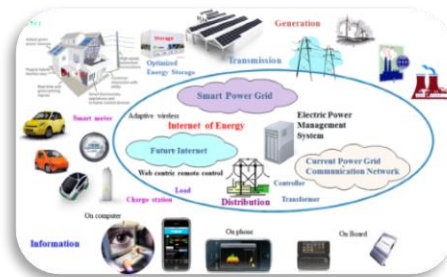 Generation
Storage
Optimized
Energy Storage
Transmission
Smart Power Grid
Adaptive wireless
Smart meter
Internet of Energy
Electric Power
Management
System
Future Internet
Web centric remote control
Current Power Grid
Communication Network
Controller
Load
Distribution
Transformer
Charge station
On computer
On phone
On Board
Information